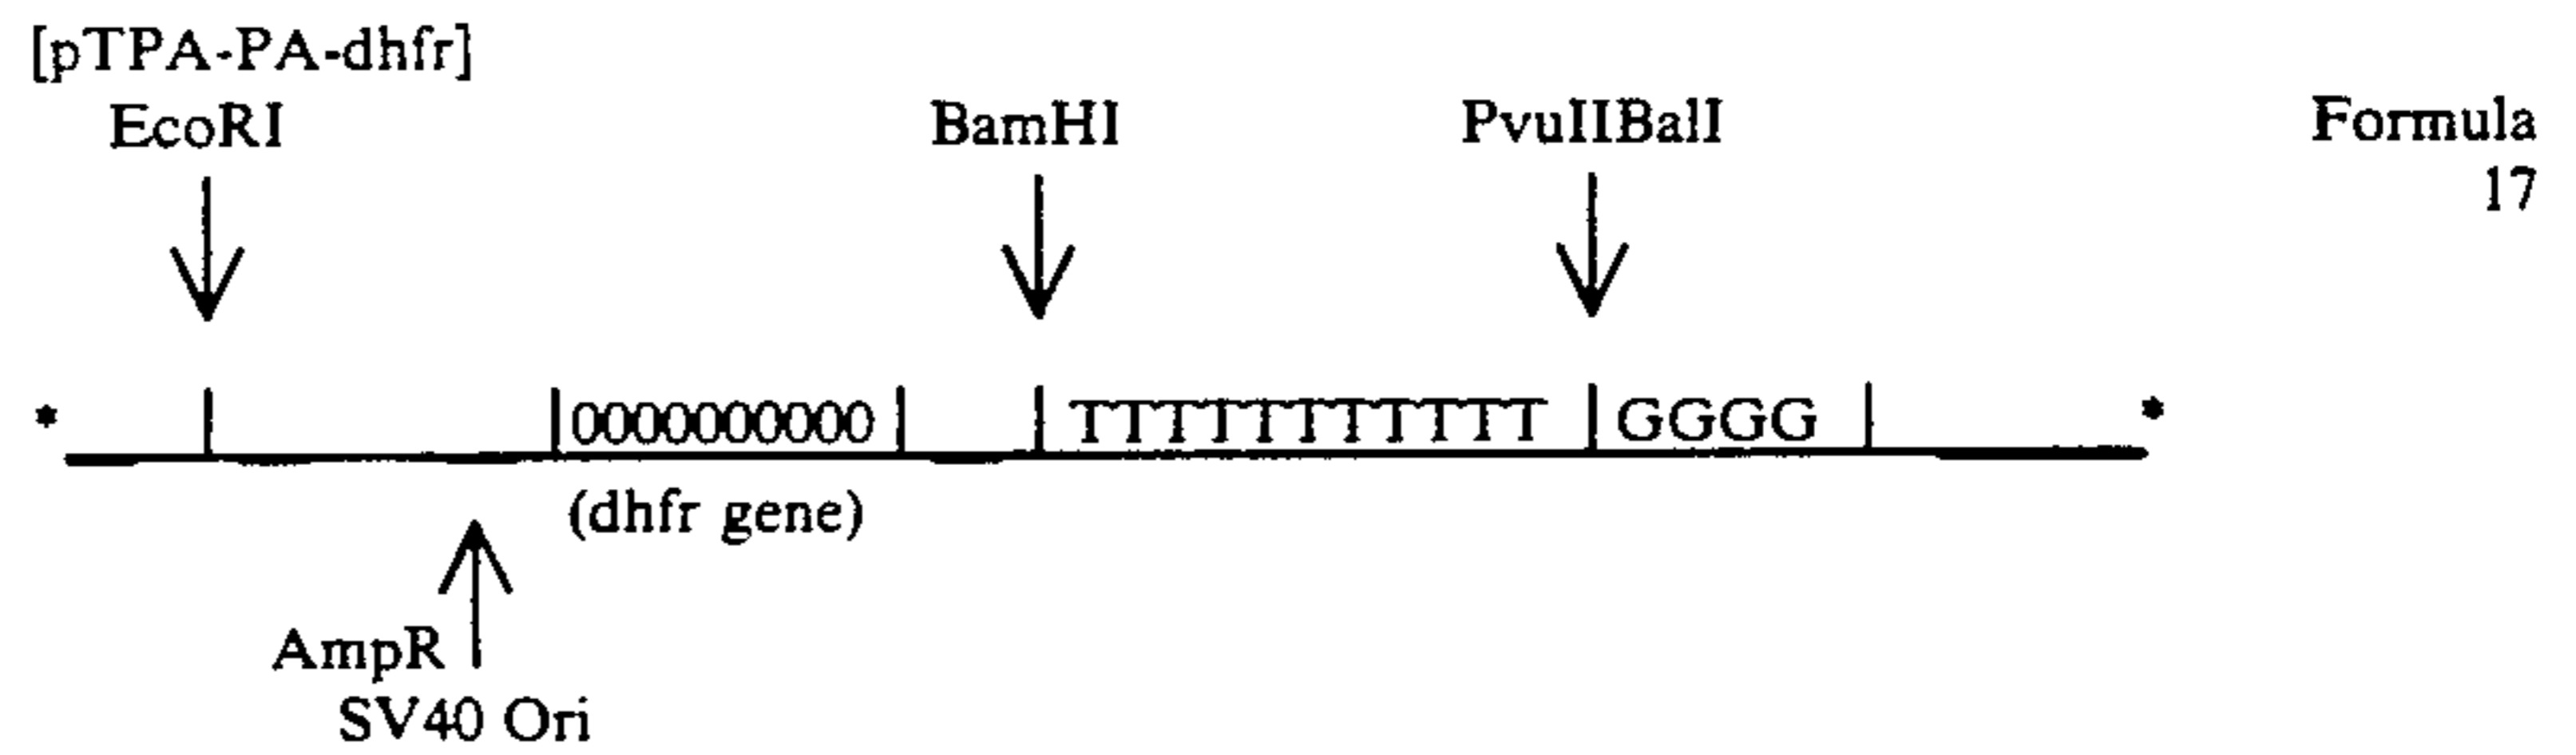 [pTPA-PA-dhfr]
EcoRI BamHI PvuIIBalI Formula
17
* |0000000000| TTTTTTTTTTT |GGGG| *
(dhfr gene)
AmpR
SV40 Ori